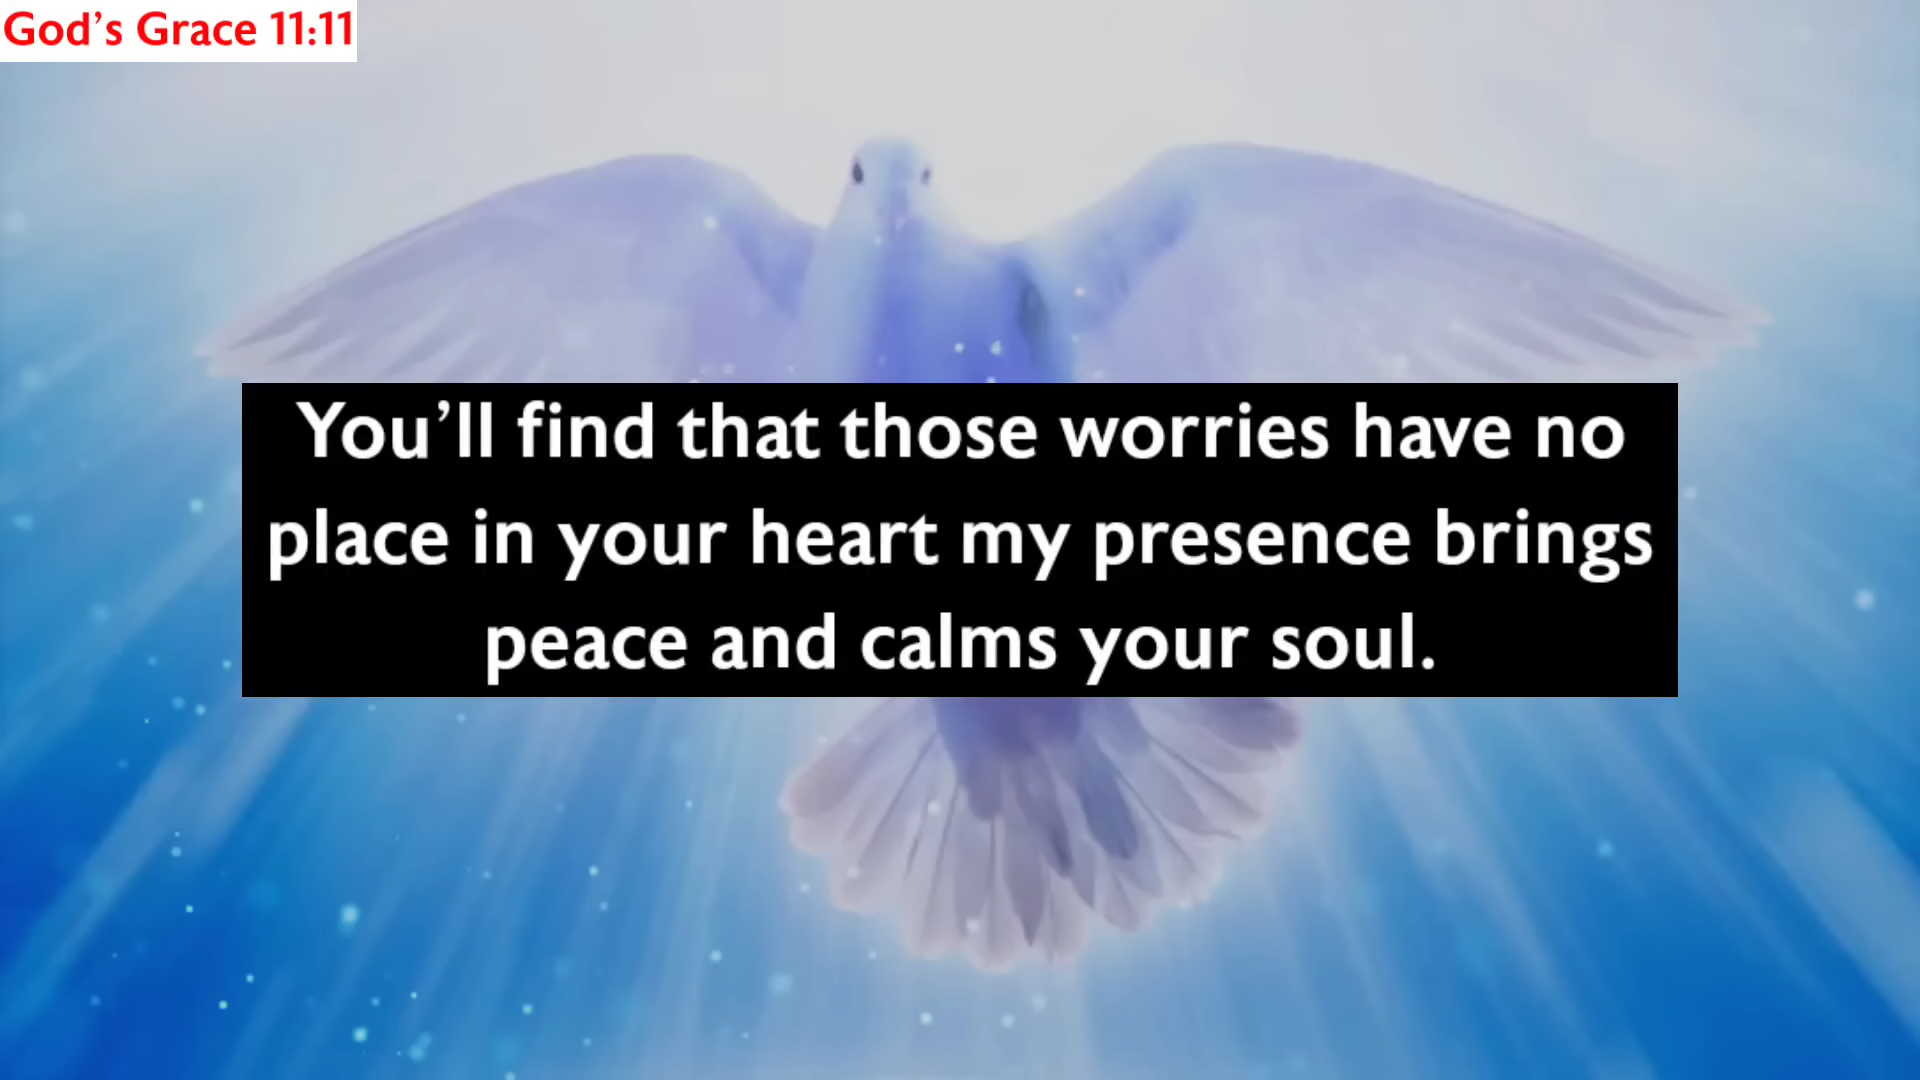 God’s Grace 11:11
You’ll find that those worries have no
place in your heart my presence brings
peace and calms your soul.